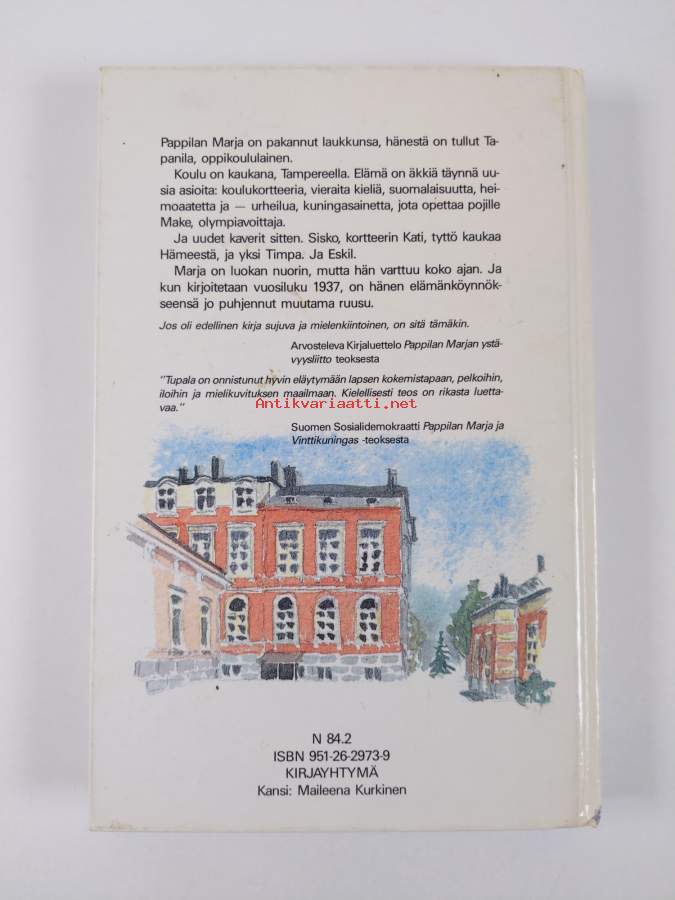 Pappilan Marja on pakannut laukkunsa, hänestä on tullut Ta-
panila, oppikoululainen.
Koulu on kaukana, Tampereella. Elämä on äkkiä täynnä uu-
sia asioita: koulukortteeria, vieraita kieliä, suomalaisuutta, hei-
moaatetta ja — urheilua, kuningasainetta, jota opettaa pojille
Make, olympiavoittaja.
Ja uudet kaverit sitten. Sisko, kortteerin Kati, tyttö kaukaa
Hämeestä, ja yksi Timpa. Ja Eskil.
Marja on luokan nuorin, mutta hän varttuu koko ajan. Ja
kun kirjoitetaan vuosiluku 1937, on hänen elämänköynnök-
seensä jo puhjennut muutama ruusu.
Jos oli edellinen kirja sujuva ja mielenkiintoinen, on sitä tämäkin.
Arvosteleva Kirjaluettelo Pappilan Marjan ystä-
vyysliitto teoksesta
"Tupala on onnistunut hyvin eläytymään lapsen kokemistapaan, pelkoihin,
iloihin ja mielikuvituksen maailmaan. Kielellisesti teos on rikasta luetta-
vaa."
Antikvariaatti.net
Suomen Sosialidemokraatti Pappilan Marja ja
Vinttikuningas -teoksesta
N 84.2
ISBN 951-26-2973-9
KIRJAYHTYMÄ
Kansi: Maileena Kurkinen